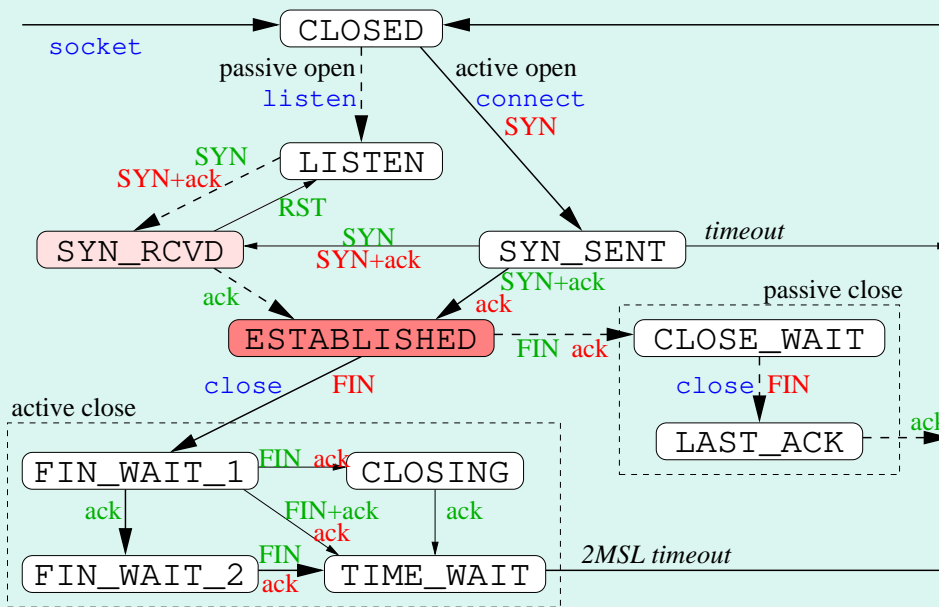 CLOSED
socket
passive open
active open
listen
connect
SYN
LISTEN
SYN
SYN+ack
RST
SYN_RCVD
SYN
SYN+ack
SYN_SENT
timeout
ack
SYN+ack
ack
passive close
ESTABLISHED
FIN ack
CLOSE_WAIT
close FIN
close FIN
active close
LAST_ACK
ack
FIN_WAIT_1
FIN ack
CLOSING
ack
FIN+ack
ack
ack
FIN_WAIT_2
FIN
ack
TIME_WAIT
2MSL timeout